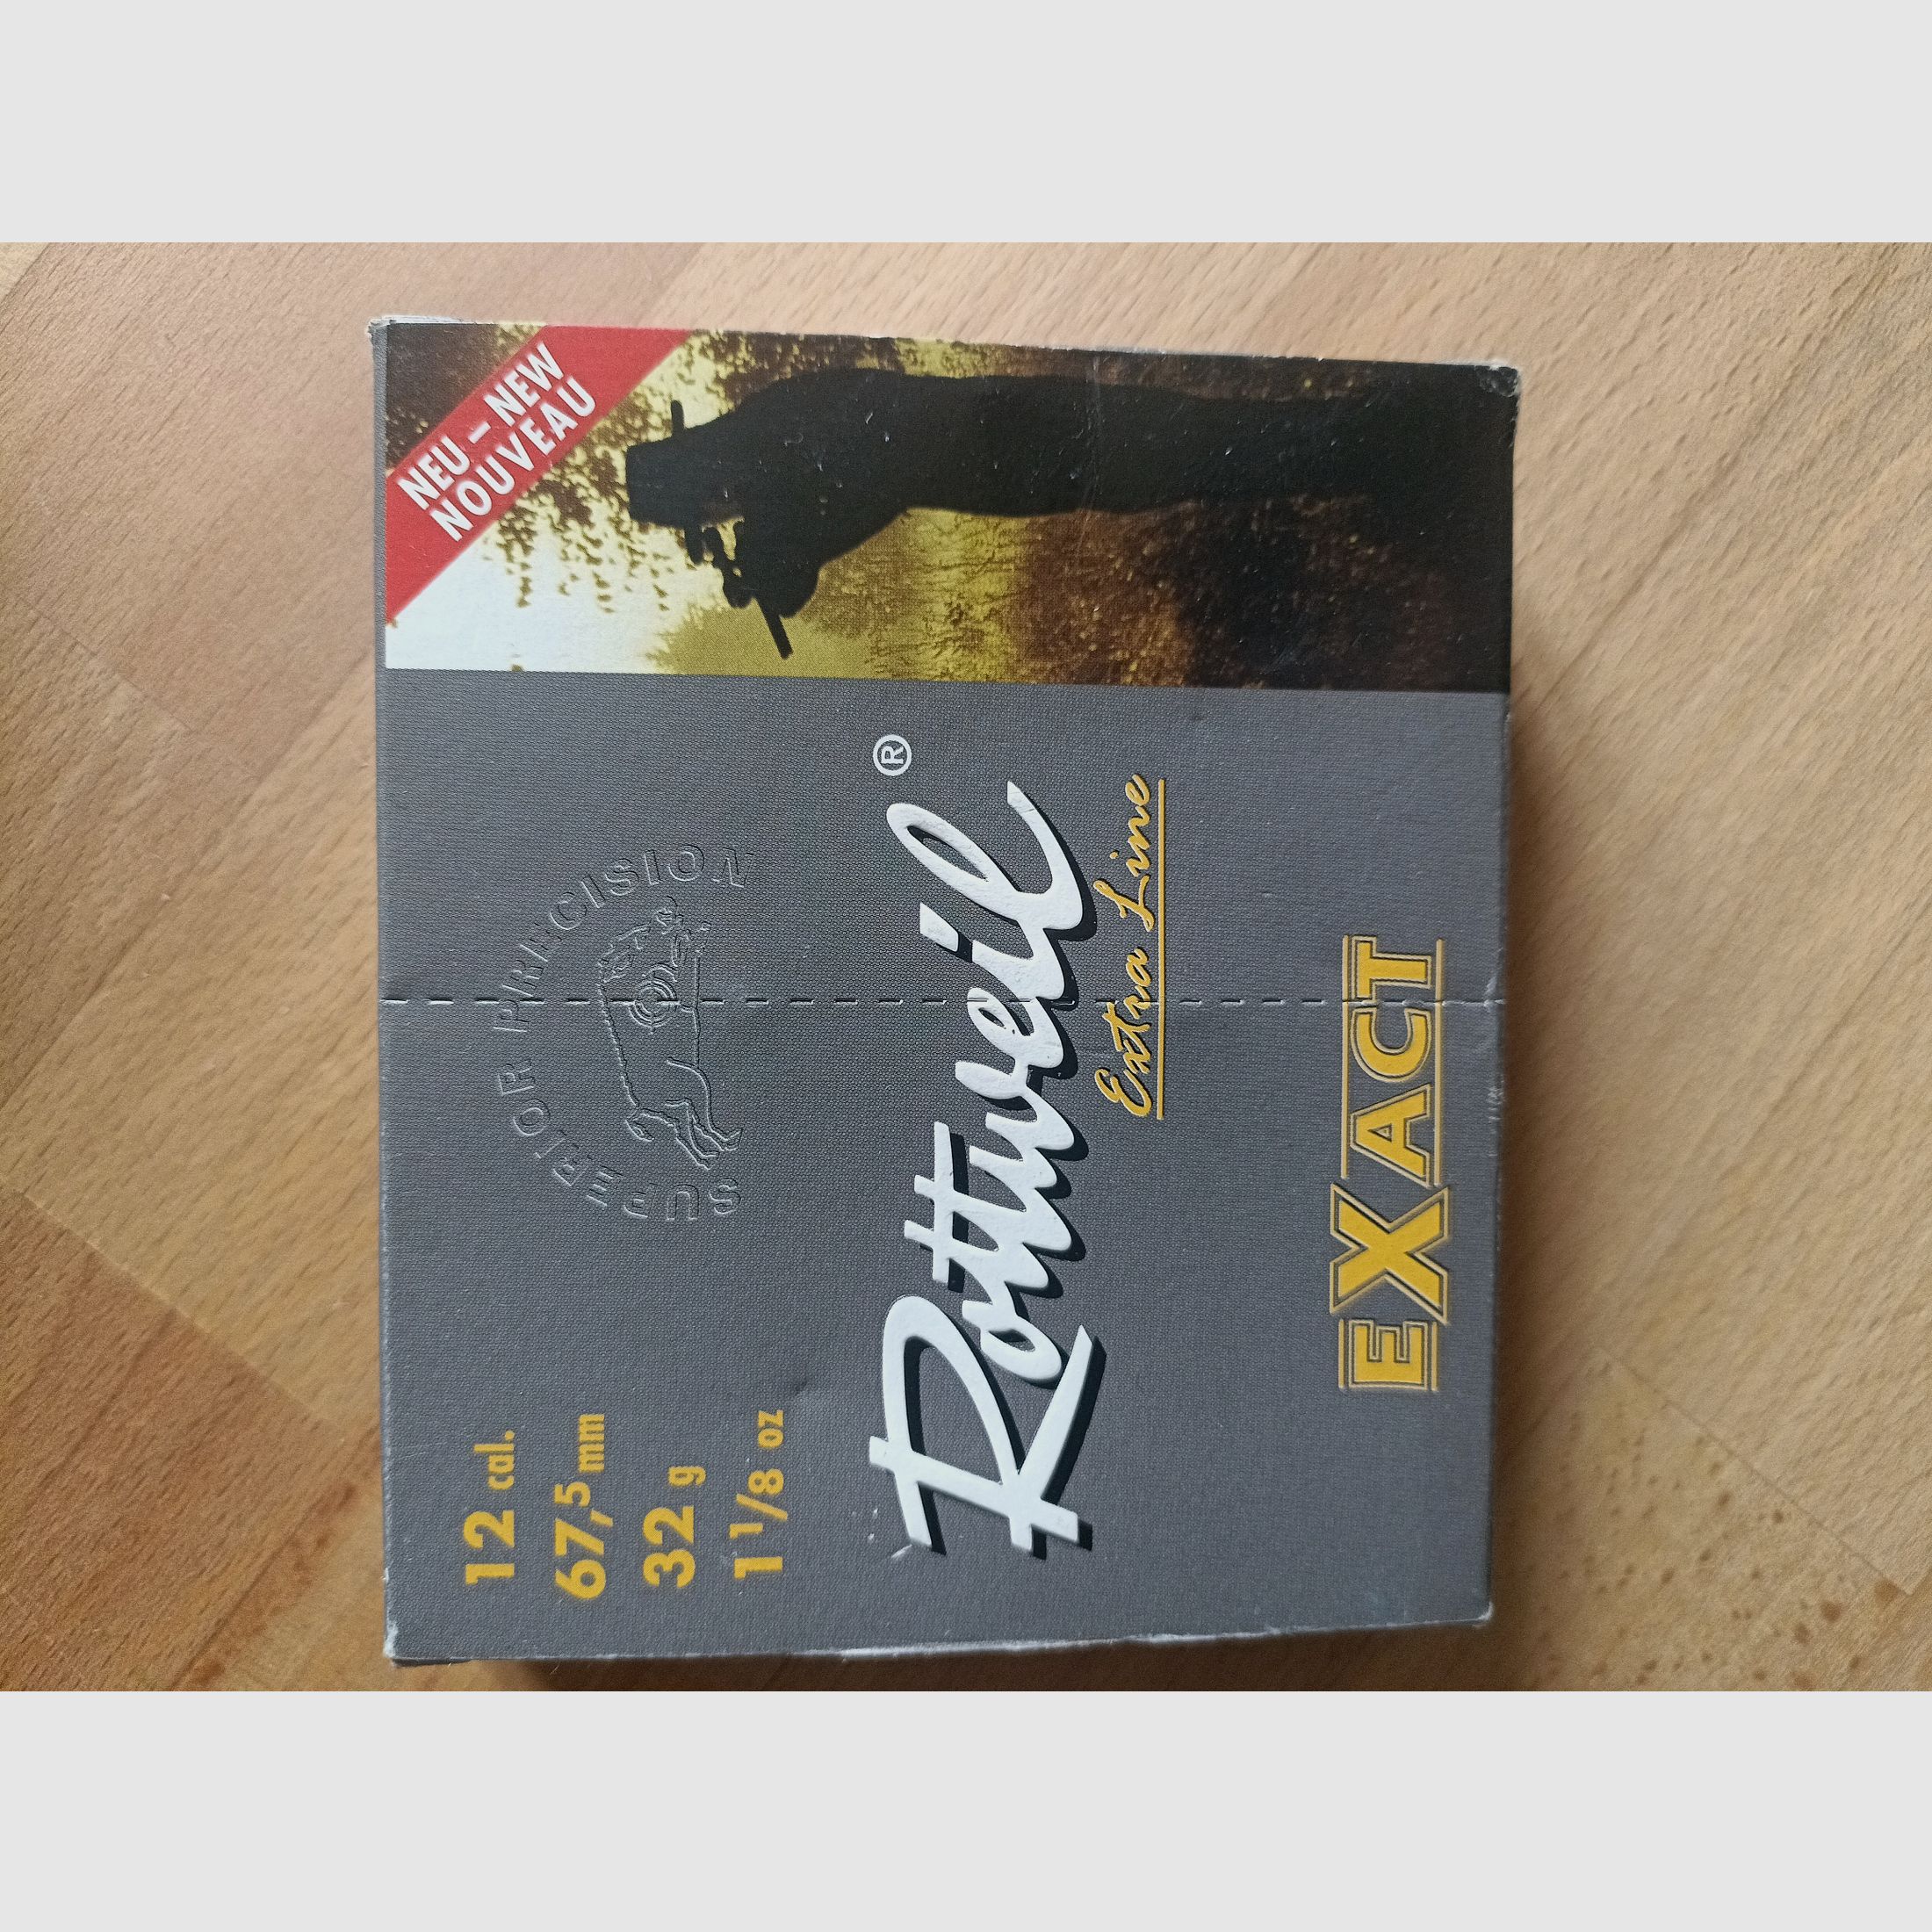 12 cal.
67,5 mm
32 g
1 1/8 oz
SUPERIOR PRECISION
NEU – NEW
NOUVEAU
Rottweil®
Extra Line
EXACT